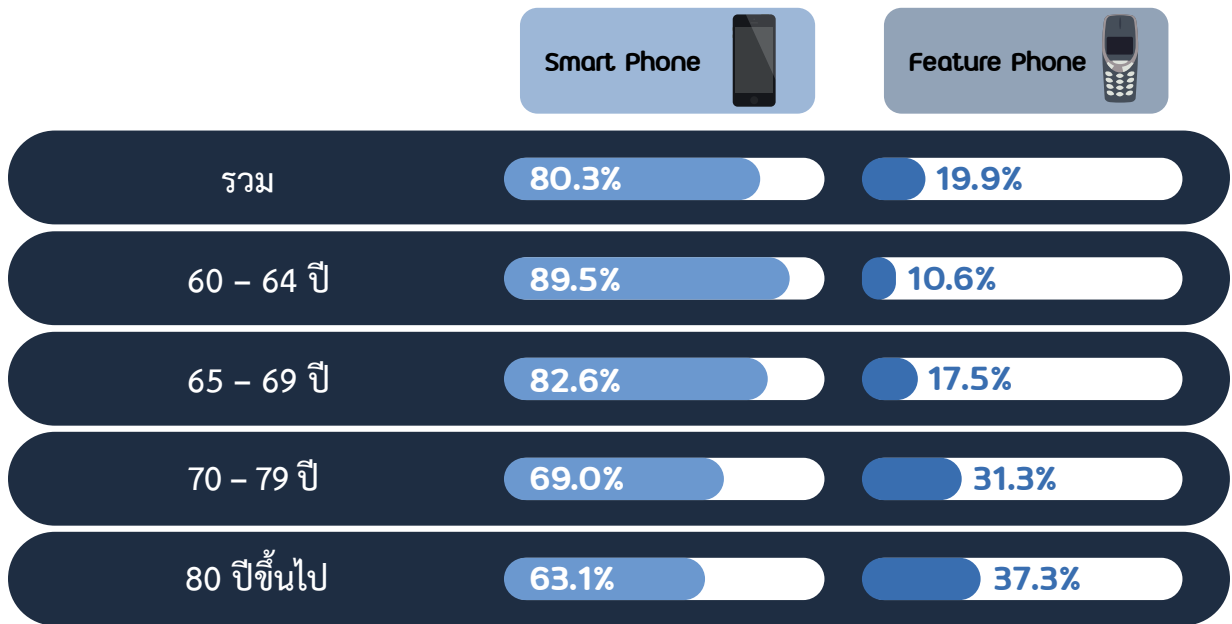 Smart Phone Feature Phone
รวม 80.3% 19.9%
60 – 64 ปี 89.5% 10.6%
65 – 69 ปี 82.6% 17.5%
70 – 79 ปี 69.0% 31.3%
80 ปีขึ้นไป 63.1% 37.3%